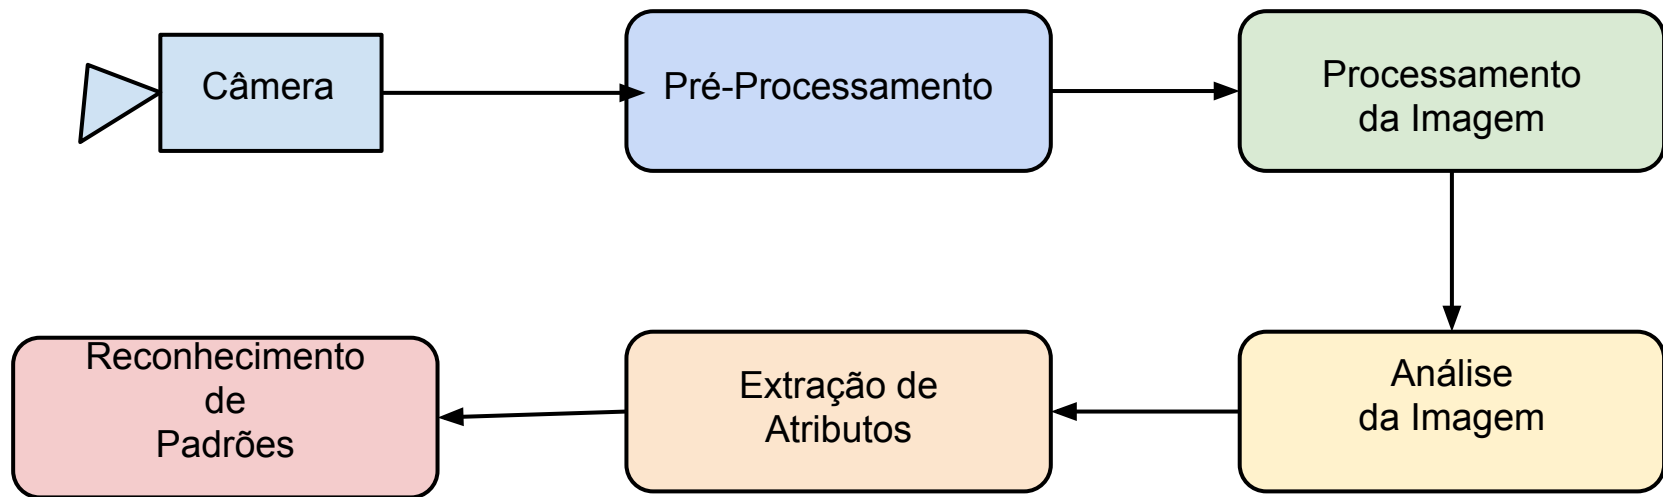 Câmera
Pré-Processamento
Processamento
da Imagem
Análise
da Imagem
Extração de
Atributos
Reconhecimento
de
Padrões